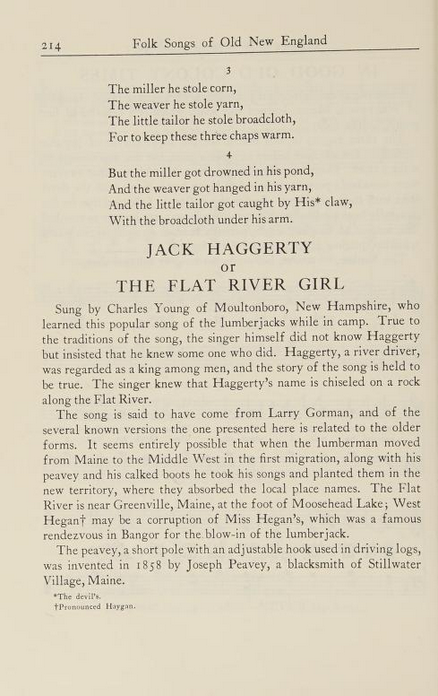 214 Folk Songs of Old New England
3
The miller he stole corn,
The weaver he stole yarn,
The little tailor he stole broadcloth,
For to keep these three chaps warm.
4
But the miller got drowned in his pond,
And the weaver got hanged in his yarn,
And the little tailor got caught by His* claw,
With the broadcloth under his arm.
JACK HAGGERTY
or
THE FLAT RIVER GIRL
Sung by Charles Young of Moultonboro, New Hampshire, who
learned this popular song of the lumberjacks while in camp. True to
the traditions of the song, the singer himself did not know Haggerty
but insisted that he knew some one who did. Haggerty, a river driver,
was regarded as a king among men, and the story of the song is held to
be true. The singer knew that Haggerty's name is chiseled on a rock
along the Flat River.
The song is said to have come from Larry Gorman, and of the
several known versions the one presented here is related to the older
forms. It seems entirely possible that when the lumberman moved
from Maine to the Middle West in the first migration, along with his
peavey and his calked boots he took his songs and planted them in the
new territory, where they absorbed the local place names. The Flat
River is near Greenville, Maine, at the foot of Moosehead Lake; West
Hegan† may be a corruption of Miss Hegan's, which was a famous
rendezvous in Bangor for the blow-in of the lumberjack.
The peavey, a short pole with an adjustable hook used in driving logs,
was invented in 1858 by Joseph Peavey, a blacksmith of Stillwater
Village, Maine.
*The devil's.
†Pronounced Haygan.